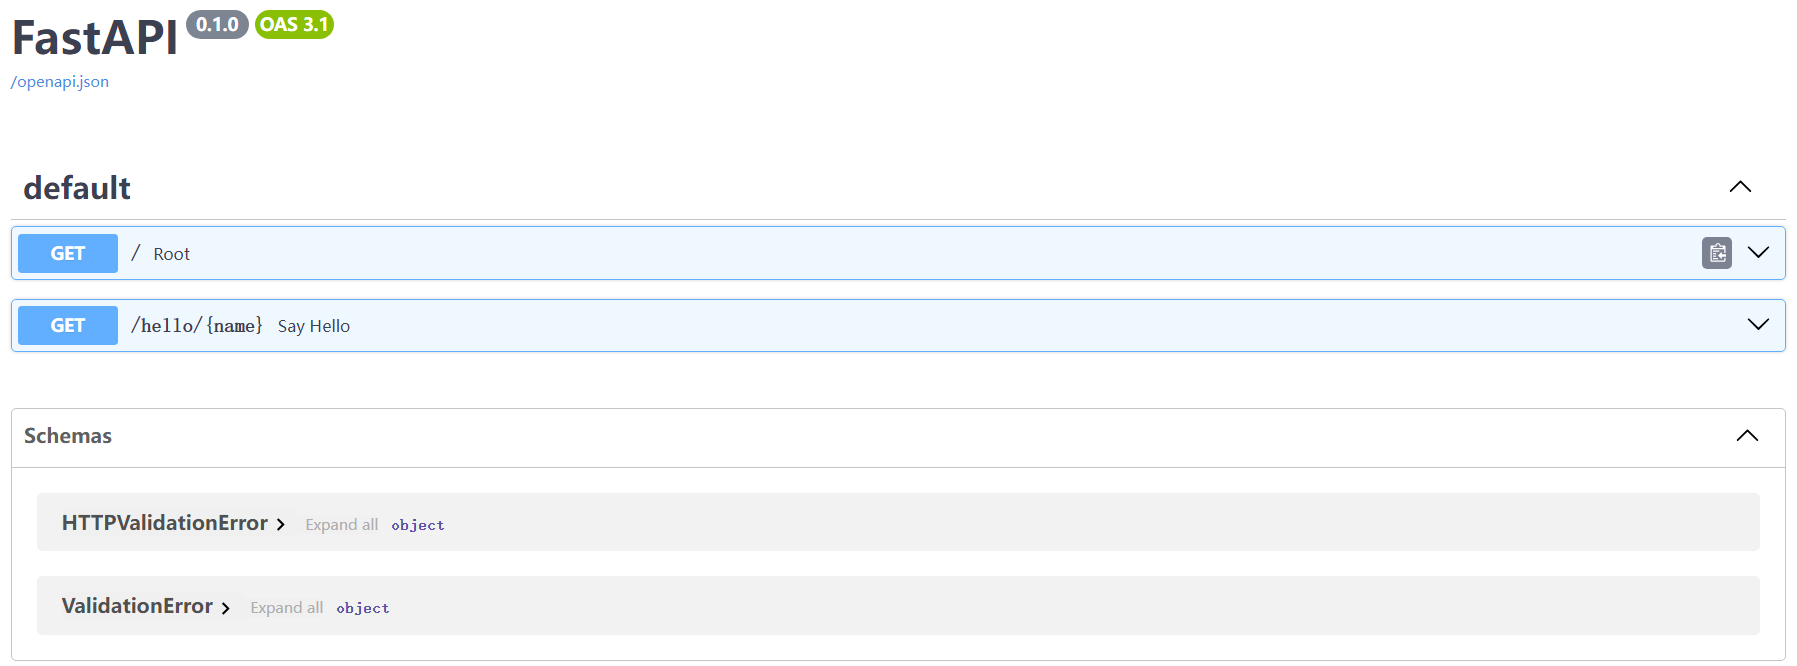 FastAPI 0.1.0 OAS 3.1
/openapi.json
default
GET / Root
GET /hello/{name} Say Hello
Schemas
HTTPValidationError Expand all object
ValidationError Expand all object